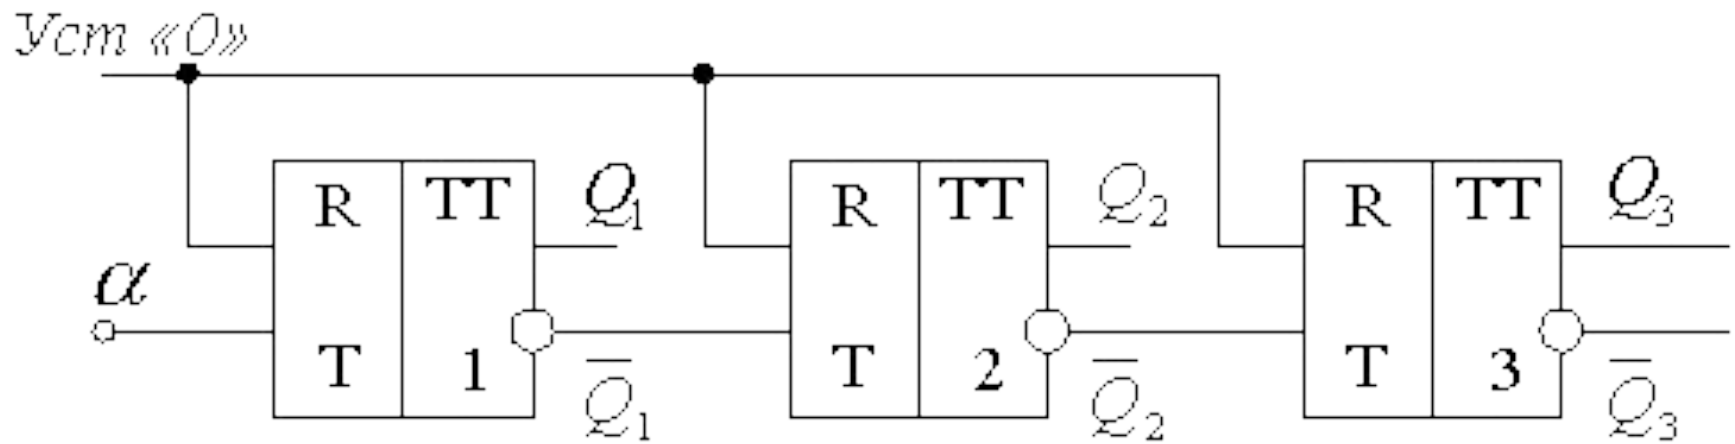 Уст «0»
R TT Q₁ R TT Q₂ R TT Q₃
α
T 1 Q̅₁ T 2 Q̅₂ T 3 Q̅₃